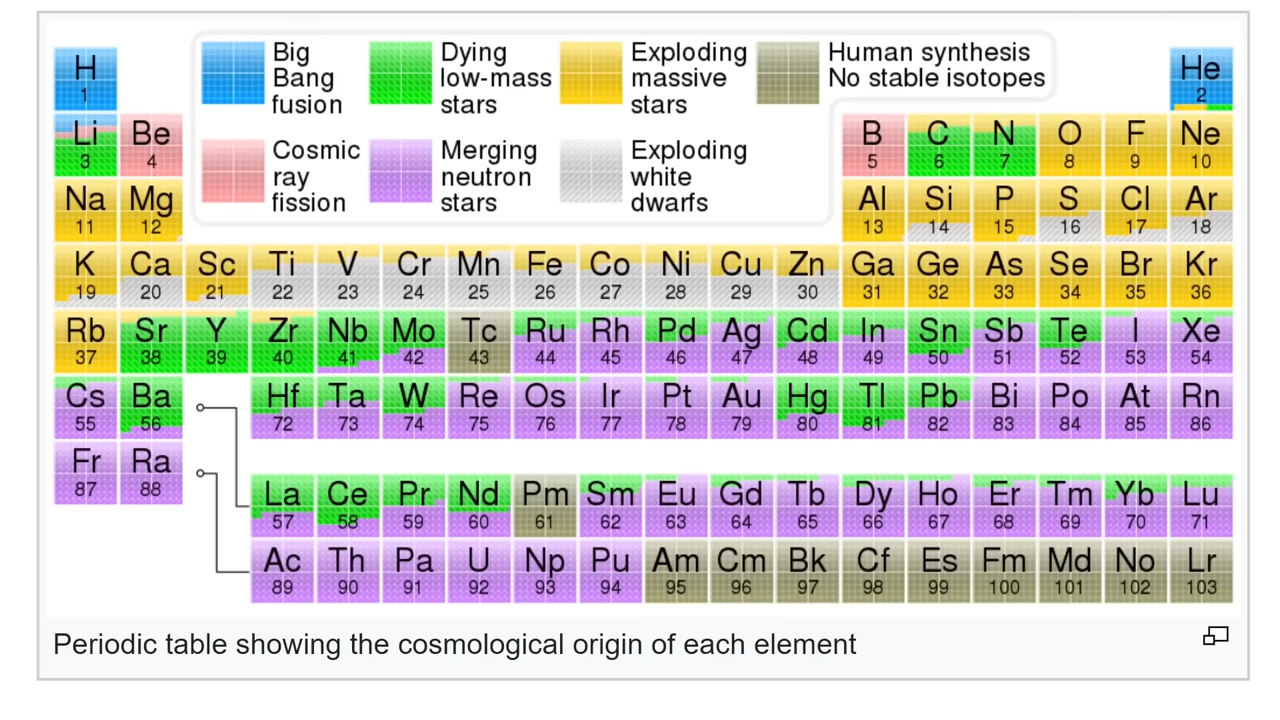 H He
1 2
Big Bang fusion
Dying low-mass stars
Exploding massive stars
Human synthesis
No stable isotopes
Cosmic ray fission
Merging neutron stars
Exploding white dwarfs
Li Be B C N O F Ne
3 4 5 6 7 8 9 10
Na Mg Al Si P S Cl Ar
11 12 13 14 15 16 17 18
K Ca Sc Ti V Cr Mn Fe Co Ni Cu Zn Ga Ge As Se Br Kr
19 20 21 22 23 24 25 26 27 28 29 30 31 32 33 34 35 36
Rb Sr Y Zr Nb Mo Tc Ru Rh Pd Ag Cd In Sn Sb Te I Xe
37 38 39 40 41 42 43 44 45 46 47 48 49 50 51 52 53 54
Cs Ba Hf Ta W Re Os Ir Pt Au Hg Tl Pb Bi Po At Rn
55 56 72 73 74 75 76 77 78 79 80 81 82 83 84 85 86
Fr Ra
87 88
La Ce Pr Nd Pm Sm Eu Gd Tb Dy Ho Er Tm Yb Lu
57 58 59 60 61 62 63 64 65 66 67 68 69 70 71
Ac Th Pa U Np Pu Am Cm Bk Cf Es Fm Md No Lr
89 90 91 92 93 94 95 96 97 98 99 100 101 102 103
Periodic table showing the cosmological origin of each element